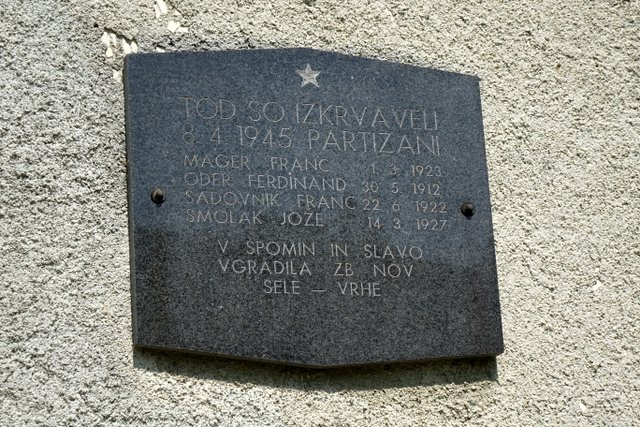 TOD SO IZKRVAVELI
8. 4. 1945. PARTIZANI
MAGER FRANC 1. 3. 1923
ODER FERDINAND 30. 5. 1912
SADOVNIK FRANC 22. 6. 1922
SMOLAK JOŽE 14. 3. 1927
V SPOMIN IN SLAVO
VGRADILA ZB NOV
SELE — VRHE